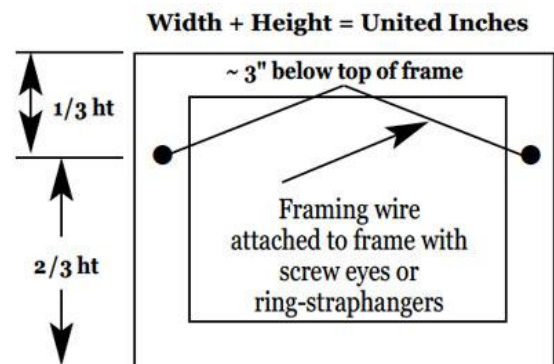 Width + Height = United Inches
~ 3" below top of frame
1/3 ht
Framing wire
attached to frame with
screw eyes or
ring-straphangers
2/3 ht